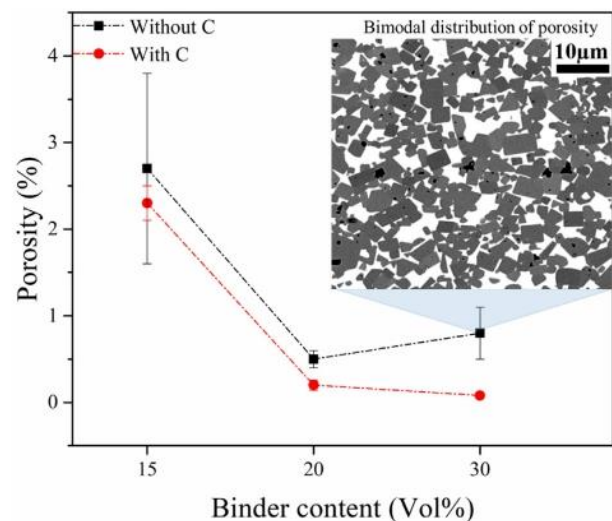 Without C
With C
Bimodal distribution of porosity
10µm
4
3
2
1
0
Porosity (%)
15
20
30
Binder content (Vol%)